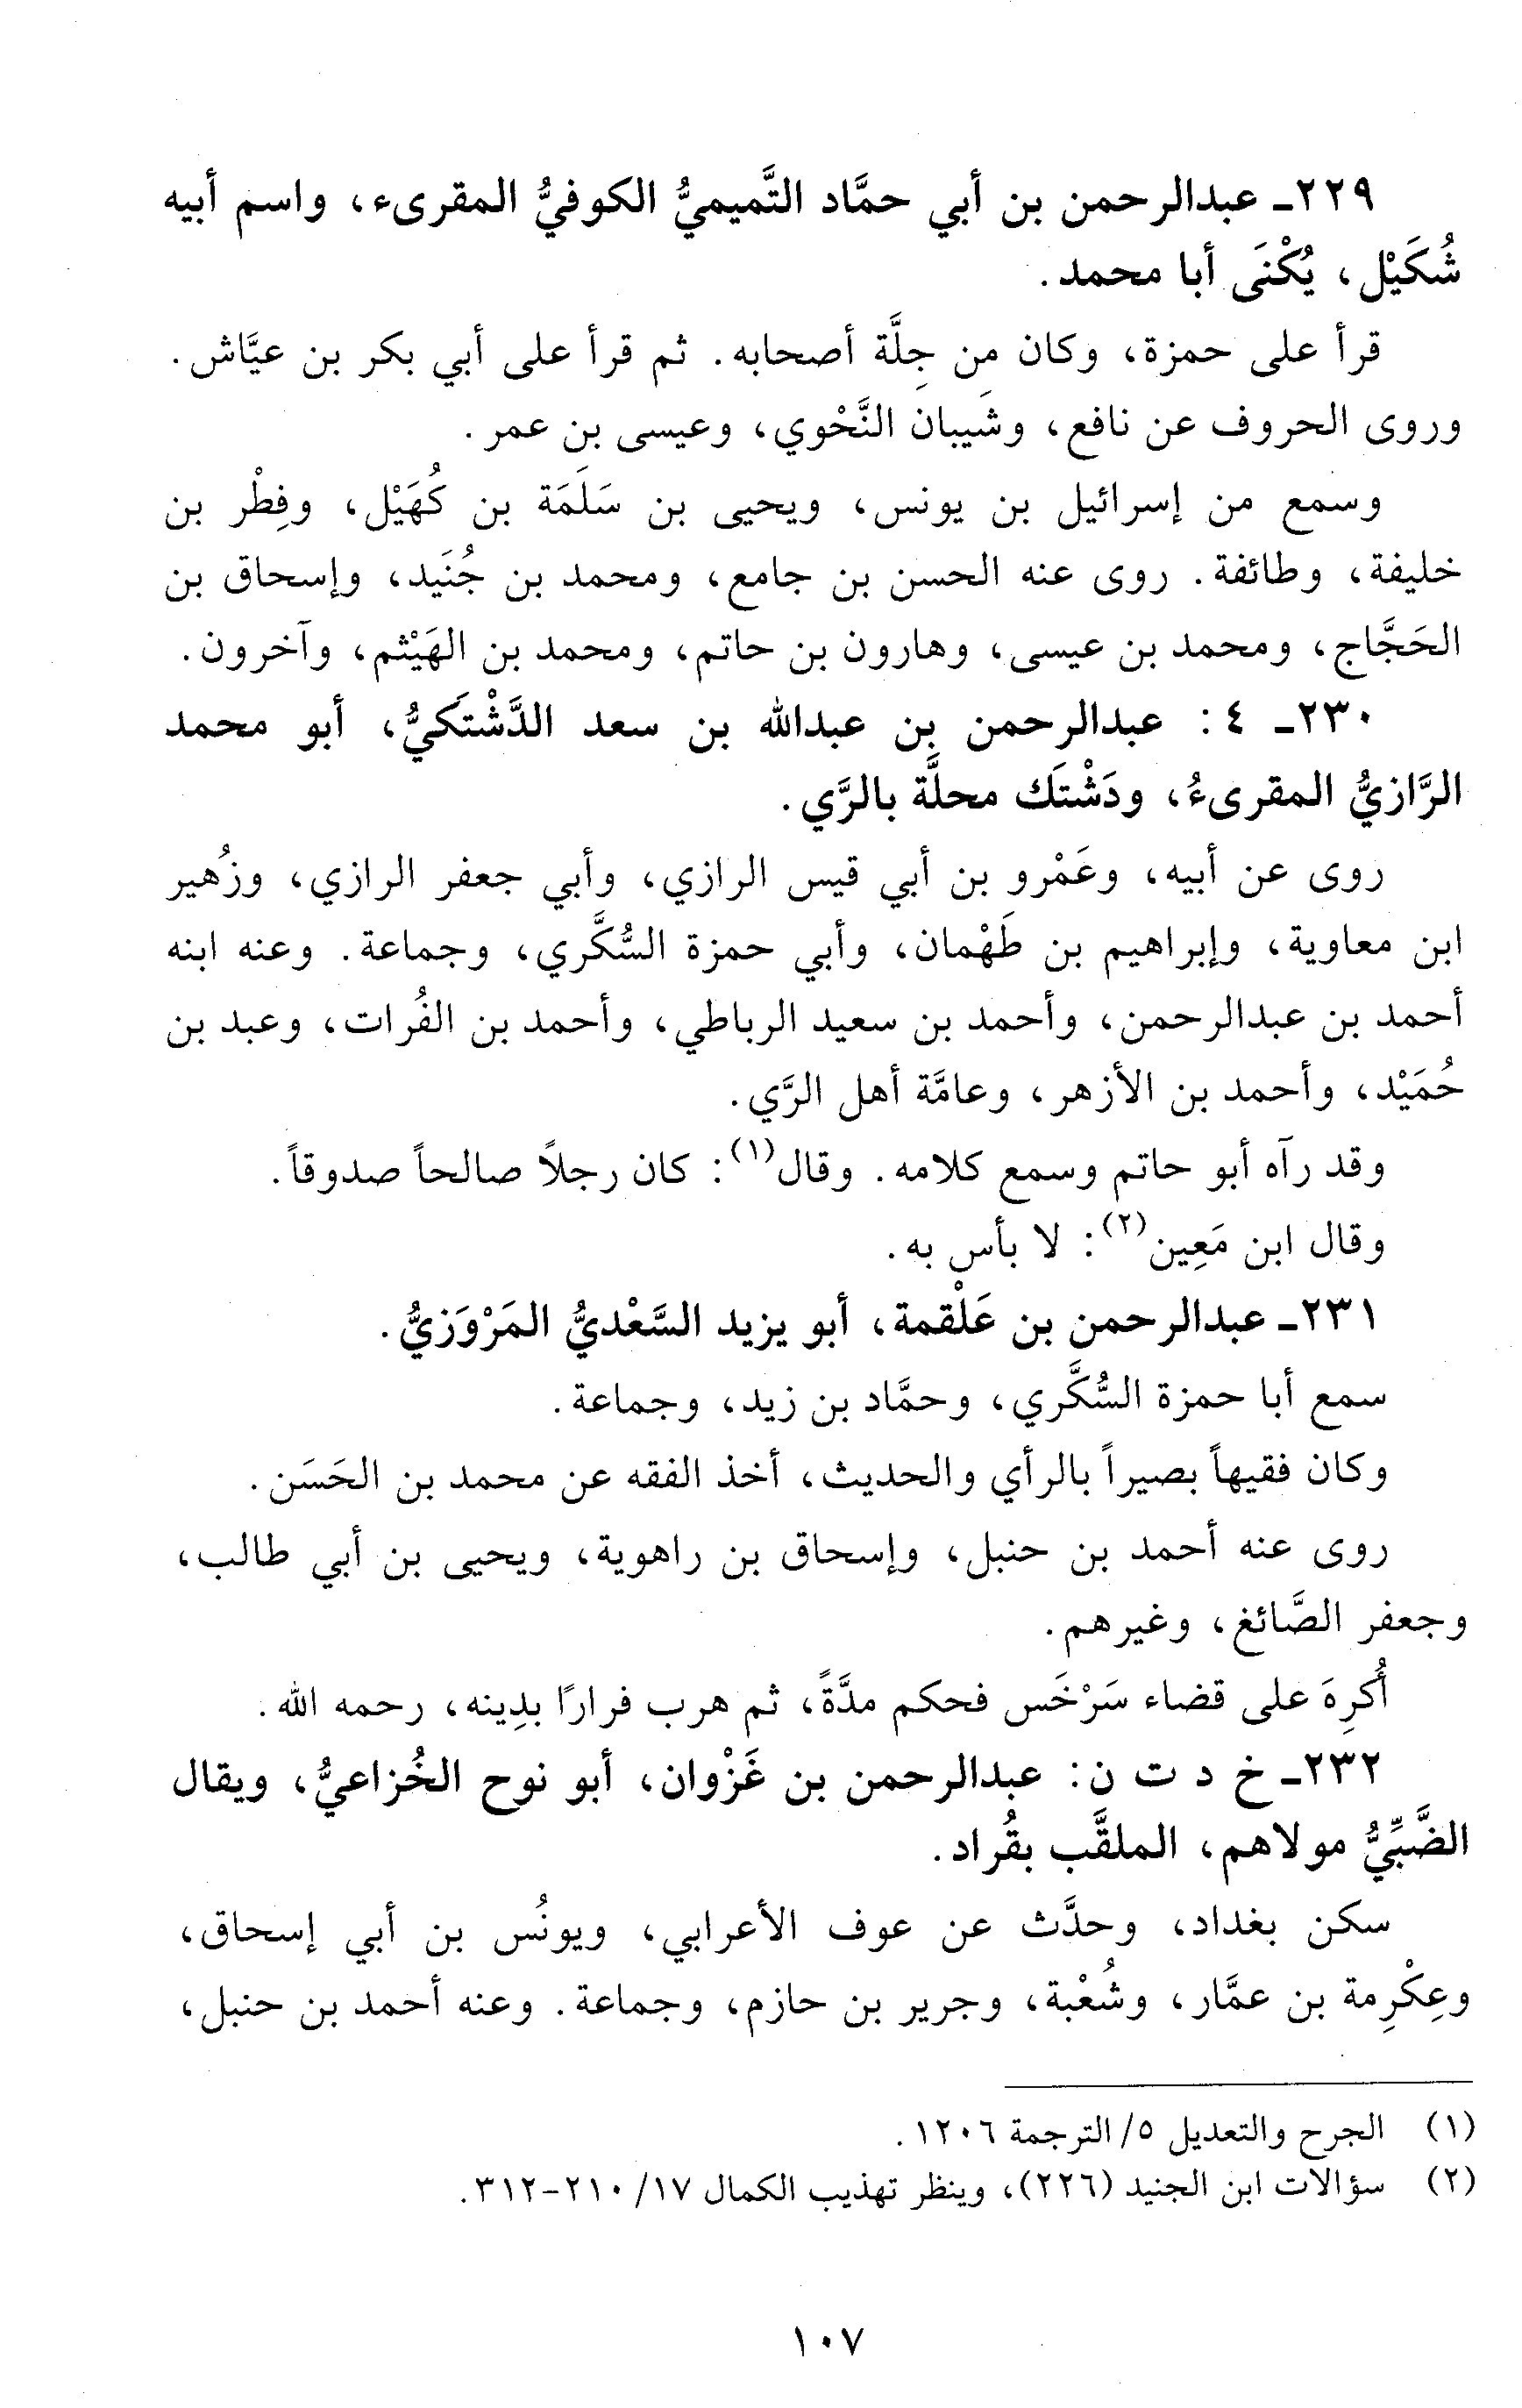 ٢٢٩ـ عبدالرحمن بن أبي حمَّاد التَّميميُّ الكوفيُّ المقرىء، واسم أبيه
شُكَيْل، يُكْنَى أبا محمد.
قرأ على حمزة، وكان من جِلَّة أصحابه. ثم قرأ على أبي بكر بن عيَّاش.
وروى الحروف عن نافع، وشَيبان النَّحْوي، وعيسى بن عمر.
وسمع من إسرائيل بن يونس، ويحيى بن سَلَمَة بن كُهَيْل، وفِطْر بن
خليفة، وطائفة. روى عنه الحسن بن جامع، ومحمد بن جُنَيد، وإسحاق بن
الحَجَّاج، ومحمد بن عيسى، وهارون بن حاتم، ومحمد بن الهَيْثم، وآخرون.
٢٣٠ـ ٤: عبدالرحمن بن عبدالله بن سعد الدَّشْتَكيُّ، أبو محمد
الرَّازيُّ المقرىءُ، ودَشْتَك محلَّة بالرَّي.
روى عن أبيه، وعَمْرو بن أبي قيس الرازي، وأبي جعفر الرازي، وزُهير
ابن معاوية، وإبراهيم بن طَهْمان، وأبي حمزة السُّكَّري، وجماعة. وعنه ابنه
أحمد بن عبدالرحمن، وأحمد بن سعيد الرباطي، وأحمد بن الفُرات، وعبد بن
حُمَيْد، وأحمد بن الأزهر، وعامَّة أهل الرَّي.
وقد رآه أبو حاتم وسمع كلامه. وقال(١): كان رجلاً صالحاً صدوقاً.
وقال ابن مَعِين(٢): لا بأس به.
٢٣١ـ عبدالرحمن بن عَلْقمة، أبو يزيد السَّعْديُّ المَرْوَزيُّ.
سمع أبا حمزة السُّكَّري، وحمَّاد بن زيد، وجماعة.
وكان فقيهاً بصيراً بالرأي والحديث، أخذ الفقه عن محمد بن الحَسَن.
روى عنه أحمد بن حنبل، وإسحاق بن راهوية، ويحيى بن أبي طالب،
وجعفر الصَّائغ، وغيرهم.
أُكرِهَ على قضاء سَرْخَس فحكم مدَّةً، ثم هرب فرارًا بدِينه، رحمه الله.
٢٣٢ـ خ د ت ن: عبدالرحمن بن غَزْوان، أبو نوح الخُزاعيُّ، ويقال
الضَّبِّيُّ مولاهم، الملقَّب بقُراد.
سكن بغداد، وحدَّث عن عوف الأعرابي، ويونُس بن أبي إسحاق،
وعِكْرِمة بن عمَّار، وشُعْبة، وجرير بن حازم، وجماعة. وعنه أحمد بن حنبل،
(١) الجرح والتعديل ٥/ الترجمة ١٢٠٦.
(٢) سؤالات ابن الجنيد (٢٢٦)، وينظر تهذيب الكمال ١٧/ ٢١٠-٣١٢.
١٠٧